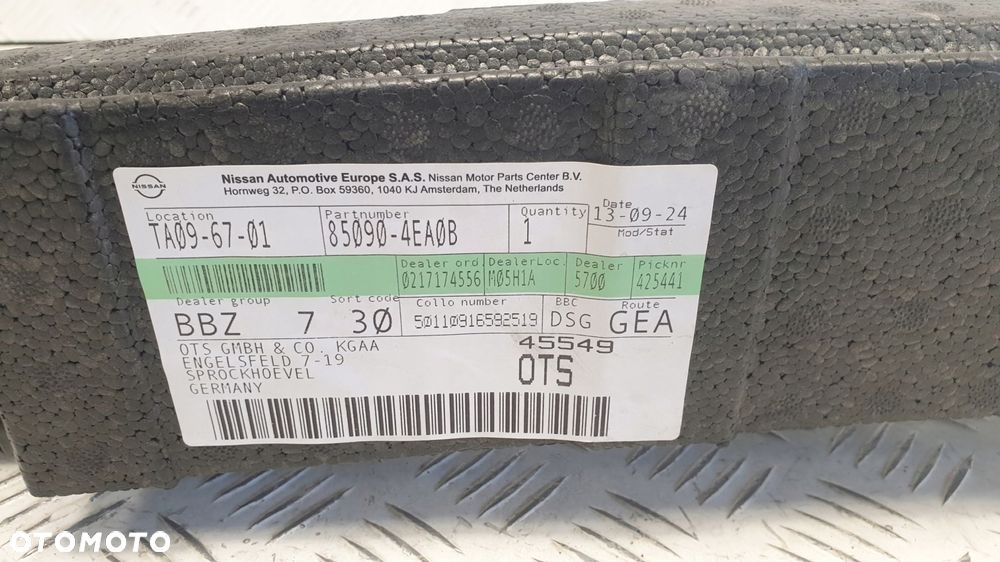 NISSAN
Nissan Automotive Europe S.A.S. Nissan Motor Parts Center B.V.
Hornweg 32, P.O. Box 59360, 1040 KJ Amsterdam, The Netherlands
Location Partnumber Quantity Date
TA09-67-01 85090-4EA0B 1 13-09-24
Mod/Stat
Dealer ord DealerLoc. Dealer Picknr
0217174556 M05H1A 5700 425441
Dealer group Sort code Collo number BBC Route
BBZ 7 30 50110916592519 DSG GEA
OTS GMBH & CO. KGAA 45549
ENGELSFELD 7-19 OTS
SPROCKHOEVEL
GERMANY
OTOMOTO